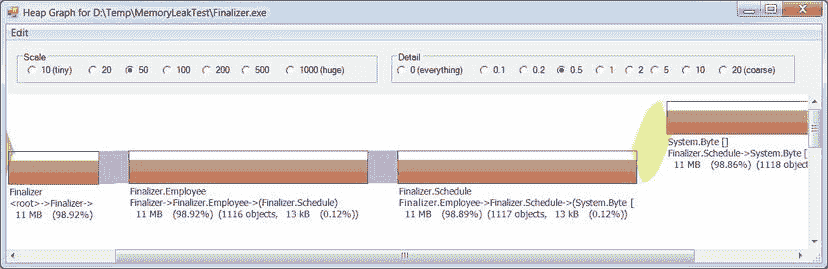 Heap Graph for D:\Temp\MemoryLeakTest\Finalizer.exe
Edit
Scale
10 (tiny) 20 50 100 200 500 1000 (huge)
Detail
0 (everything) 0.1 0.2 0.5 1 2 5 10 20 (coarse)
System.Byte []
Finalizer.Schedule->System.Byte [
11 MB (98.86%) (1118 objec
Finalizer
<root>->Finalizer->
11 MB (98.92%)
Finalizer.Employee
Finalizer->Finalizer.Employee->(Finalizer.Schedule)
11 MB (98.92%) (1116 objects, 13 kB (0.12%))
Finalizer.Schedule
Finalizer.Employee->Finalizer.Schedule->(System.Byte [
11 MB (98.89%) (1117 objects, 13 kB (0.12%))